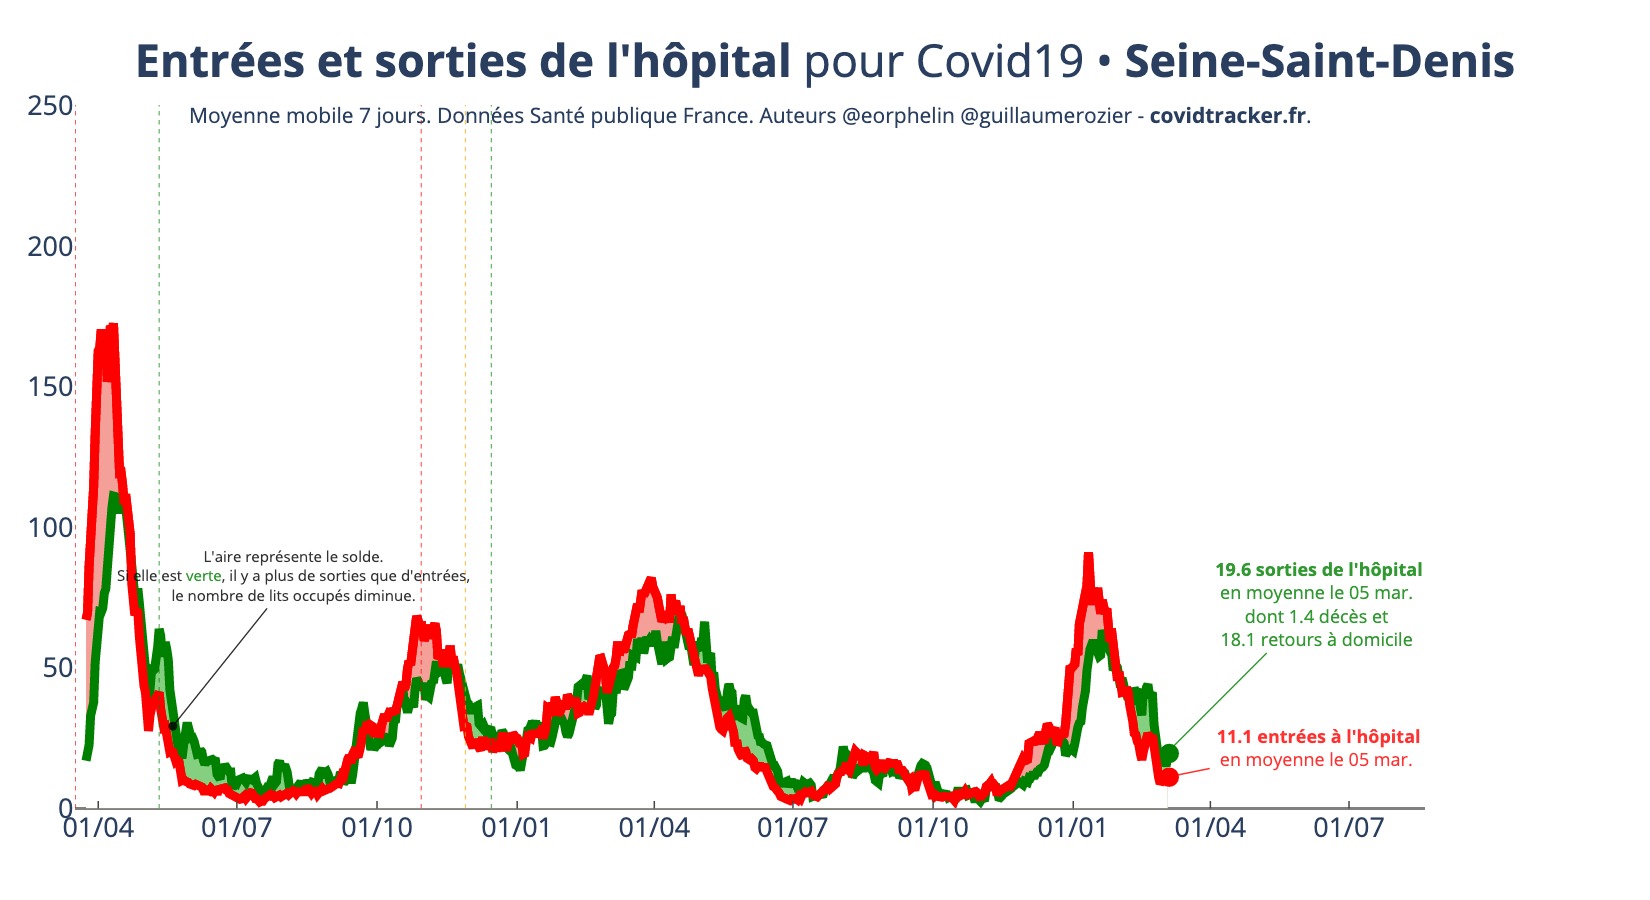 Entrées et sorties de l'hôpital pour Covid19 • Seine-Saint-Denis
Moyenne mobile 7 jours. Données Santé publique France. Auteurs @eorphelin @guillaumerozier - covidtracker.fr.
250
200
150
100
50
0
L'aire représente le solde.
Si elle est verte, il y a plus de sorties que d'entrées,
le nombre de lits occupés diminue.
19.6 sorties de l'hôpital
en moyenne le 05 mar.
dont 1.4 décès et
18.1 retours à domicile
11.1 entrées à l'hôpital
en moyenne le 05 mar.
01/04 01/07 01/10 01/01 01/04 01/07 01/10 01/01 01/04 01/07